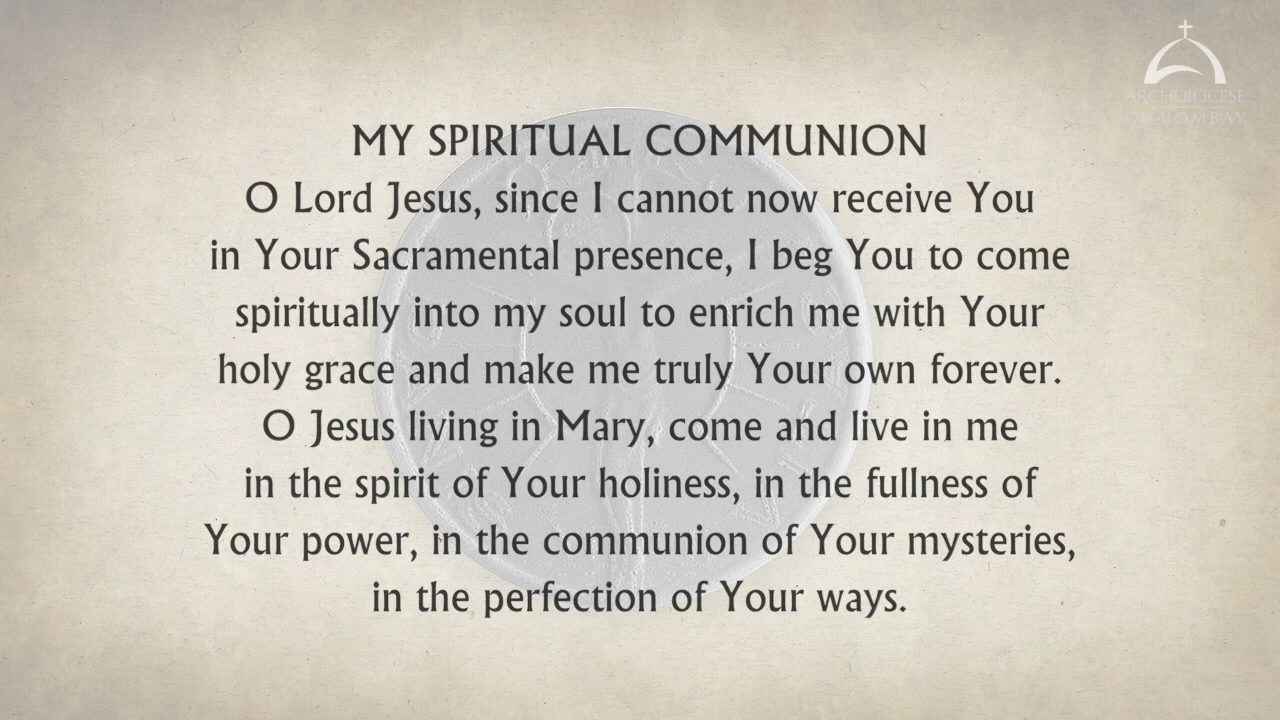 ARCHDIOCESE
OF BOMBAY
MY SPIRITUAL COMMUNION
O Lord Jesus, since I cannot now receive You
in Your Sacramental presence, I beg You to come
spiritually into my soul to enrich me with Your
holy grace and make me truly Your own forever.
O Jesus living in Mary, come and live in me
in the spirit of Your holiness, in the fullness of
Your power, in the communion of Your mysteries,
in the perfection of Your ways.